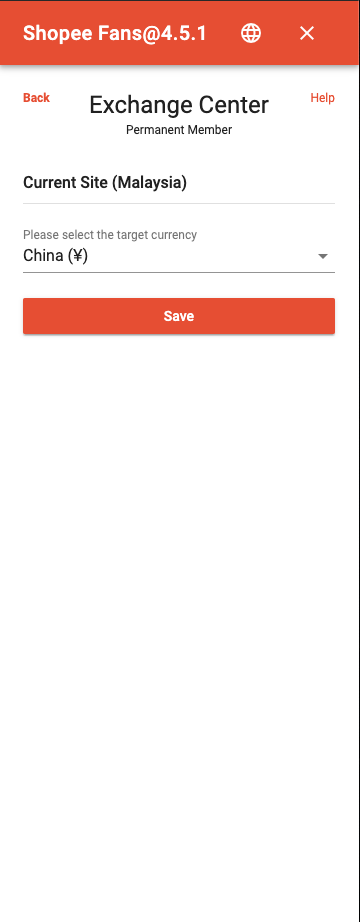 Shopee Fans@4.5.1
Back
Exchange Center
Help
Permanent Member
Current Site (Malaysia)
Please select the target currency
China (¥)
Save